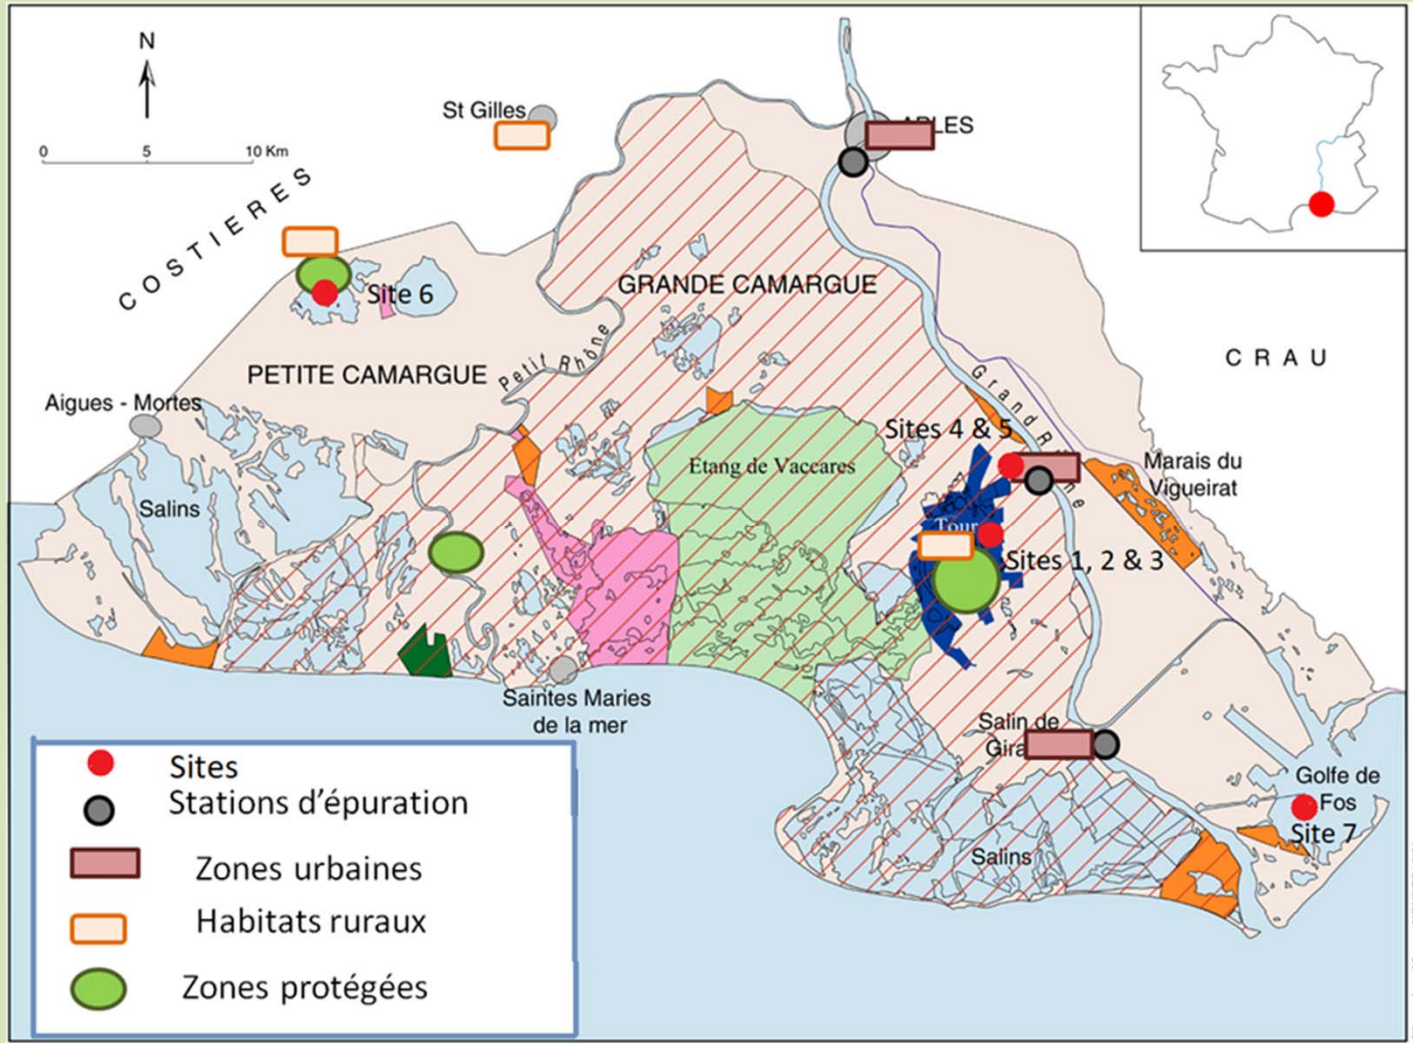 N
0 5 10 Km
St Gilles
ARLES
COSTIERES
Site 6
GRANDE CAMARGUE
Petit Rhône
PETITE CAMARGUE
CRAU
Aigues - Mortes
Sites 4 & 5
Grand R ne
Etang de Vaccares
Marais du
Vigueirat
Salins
Tour
Sites 1, 2 & 3
Saintes Maries
de la mer
Salin de
Gira
Golfe de
Fos
Site 7
Salins
Sites
Stations d'épuration
Zones urbaines
Habitats ruraux
Zones protégées